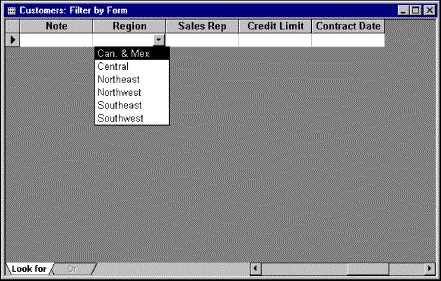 Customers: Filter by Form
Note Region Sales Rep Credit Limit Contract Date
Can. & Mex
Central
Northeast
Northwest
Southeast
Southwest
Look for Or